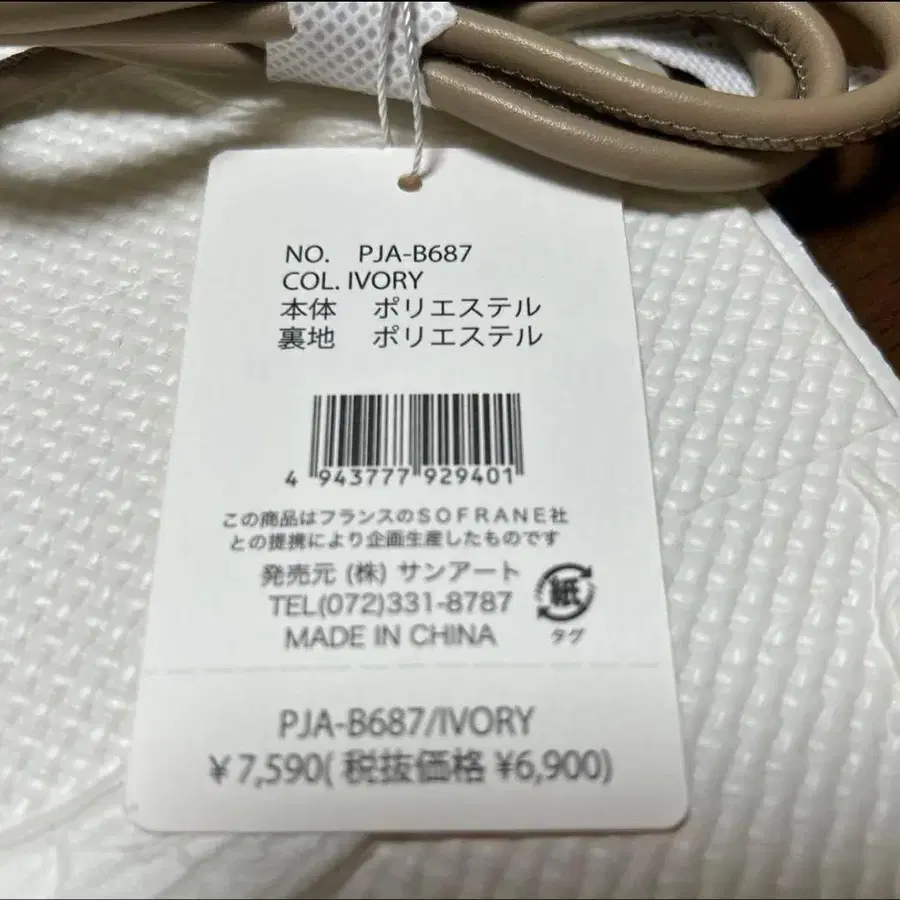 NO. PJA-B687
COL. IVORY
本体 ポリエステル
裏地 ポリエステル
4 943777 929401
この商品はフランスのSOFRANE社
との提携により企画生産したものです
発売元 (株) サンアート
TEL(072)331-8787
MADE IN CHINA
紙
タグ
PJA-B687/IVORY
¥7,590( 税抜価格 ¥6,900)